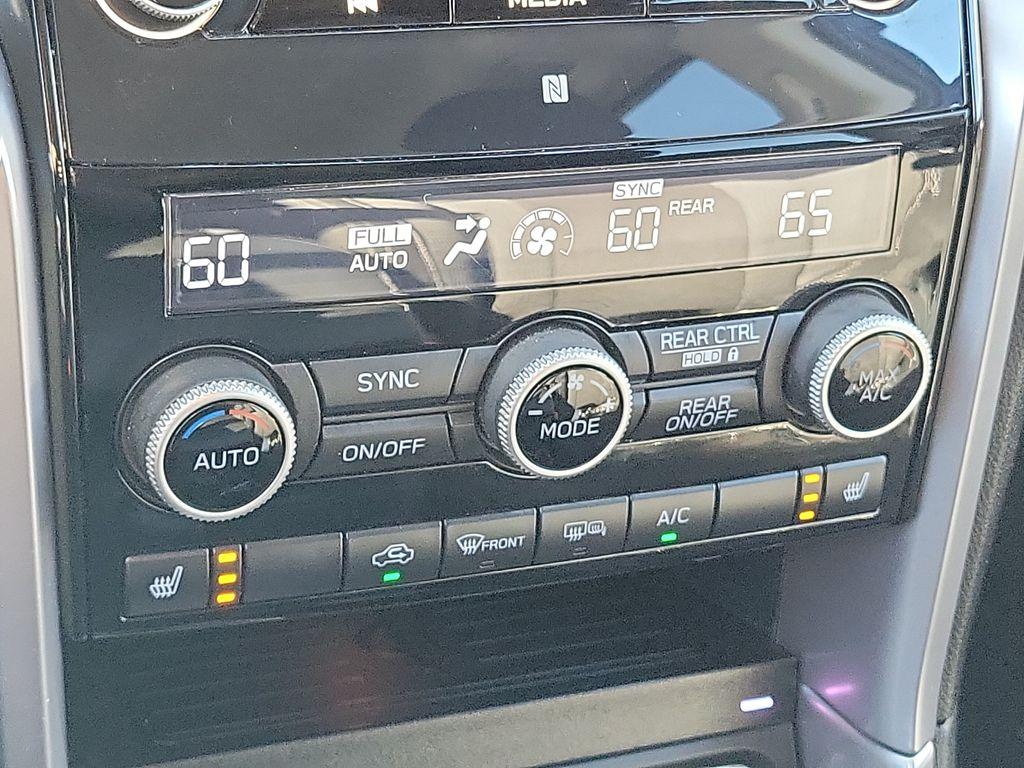 MEDIA
N
SYNC
60 FULL 60 REAR 65
AUTO
SYNC
REAR CTRL
HOLD
MAX
A/C
AUTO
ON/OFF
MODE
REAR
ON/OFF
FRONT
A/C